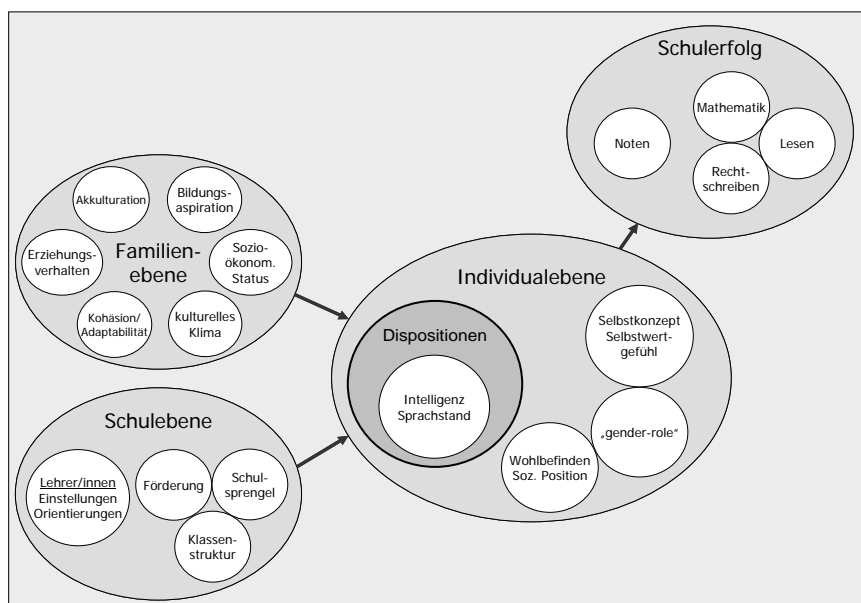 Schulerfolg
Mathematik
Noten
Lesen
Recht-
schreiben
Akkulturation
Bildungs-
aspiration
Erziehungs-
verhalten
Familien-
ebene
Sozio-
ökonom.
Status
Kohäsion/
Adaptabilität
kulturelles
Klima
Individualebene
Dispositionen
Intelligenz
Sprachstand
Selbstkonzept
Selbstwert-
gefühl
„gender-role“
Wohlbefinden
Soz. Position
Schulebene
Lehrer/innen
Einstellungen
Orientierungen
Förderung
Schul-
sprengel
Klassen-
struktur